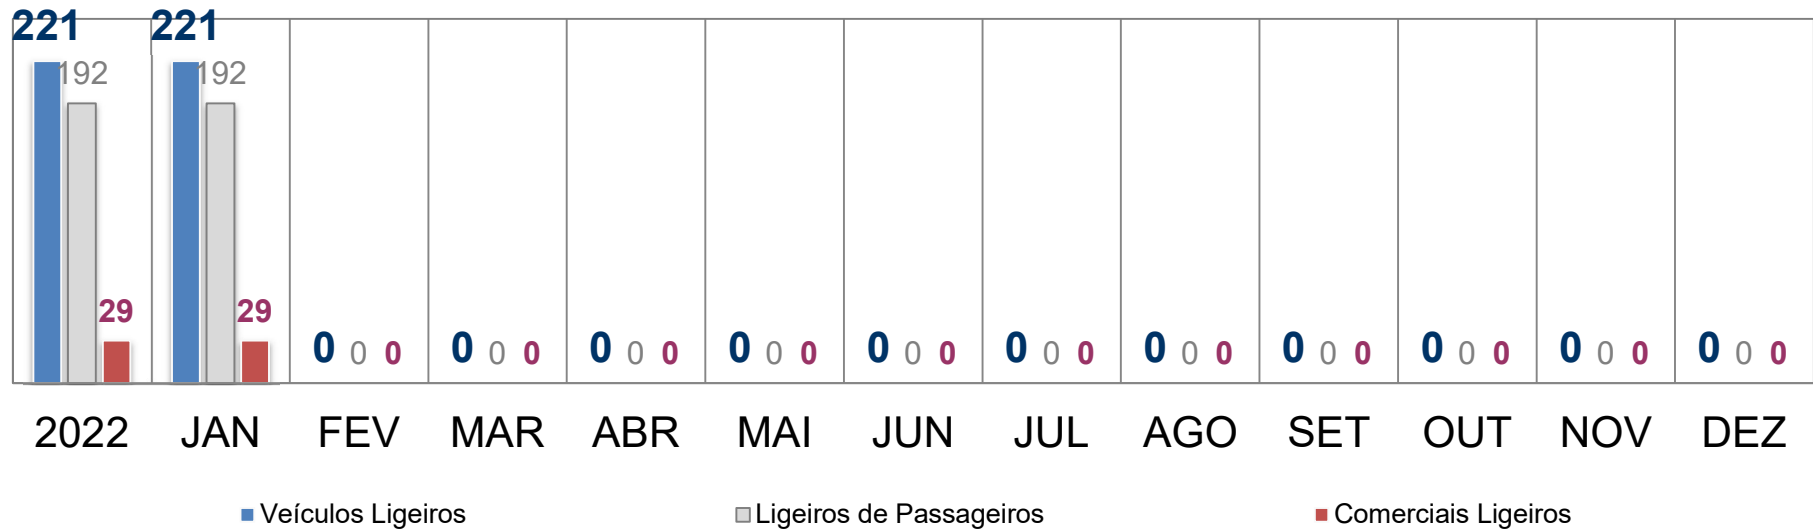 221 221
192 192
29 29
0 0 0 0 0 0 0 0 0 0 0 0 0 0 0 0 0 0 0 0 0 0 0 0 0 0 0 0 0 0 0 0 0
2022 JAN FEV MAR ABR MAI JUN JUL AGO SET OUT NOV DEZ
Veículos Ligeiros Ligeiros de Passageiros Comerciais Ligeiros